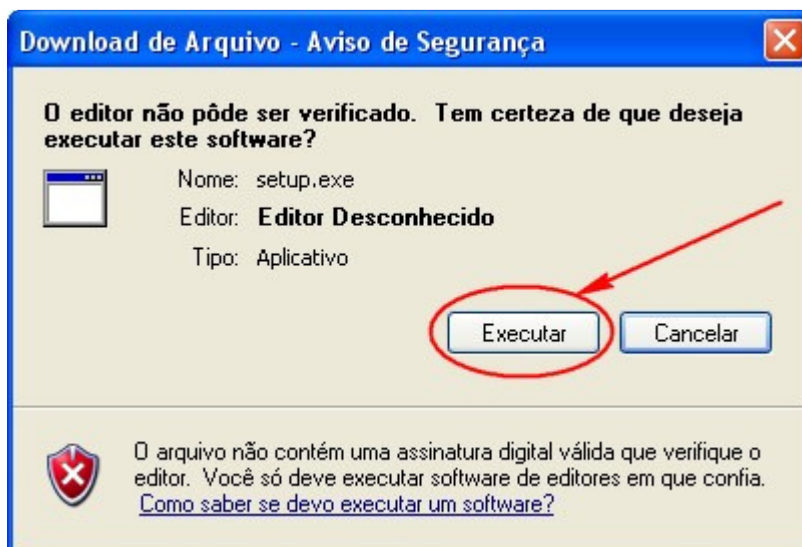 Download de Arquivo - Aviso de Segurança
O editor não pôde ser verificado. Tem certeza de que deseja
executar este software?
Nome: setup.exe
Editor: Editor Desconhecido
Tipo: Aplicativo
Executar Cancelar
O arquivo não contém uma assinatura digital válida que verifique o
editor. Você só deve executar software de editores em que confia.
Como saber se devo executar um software?